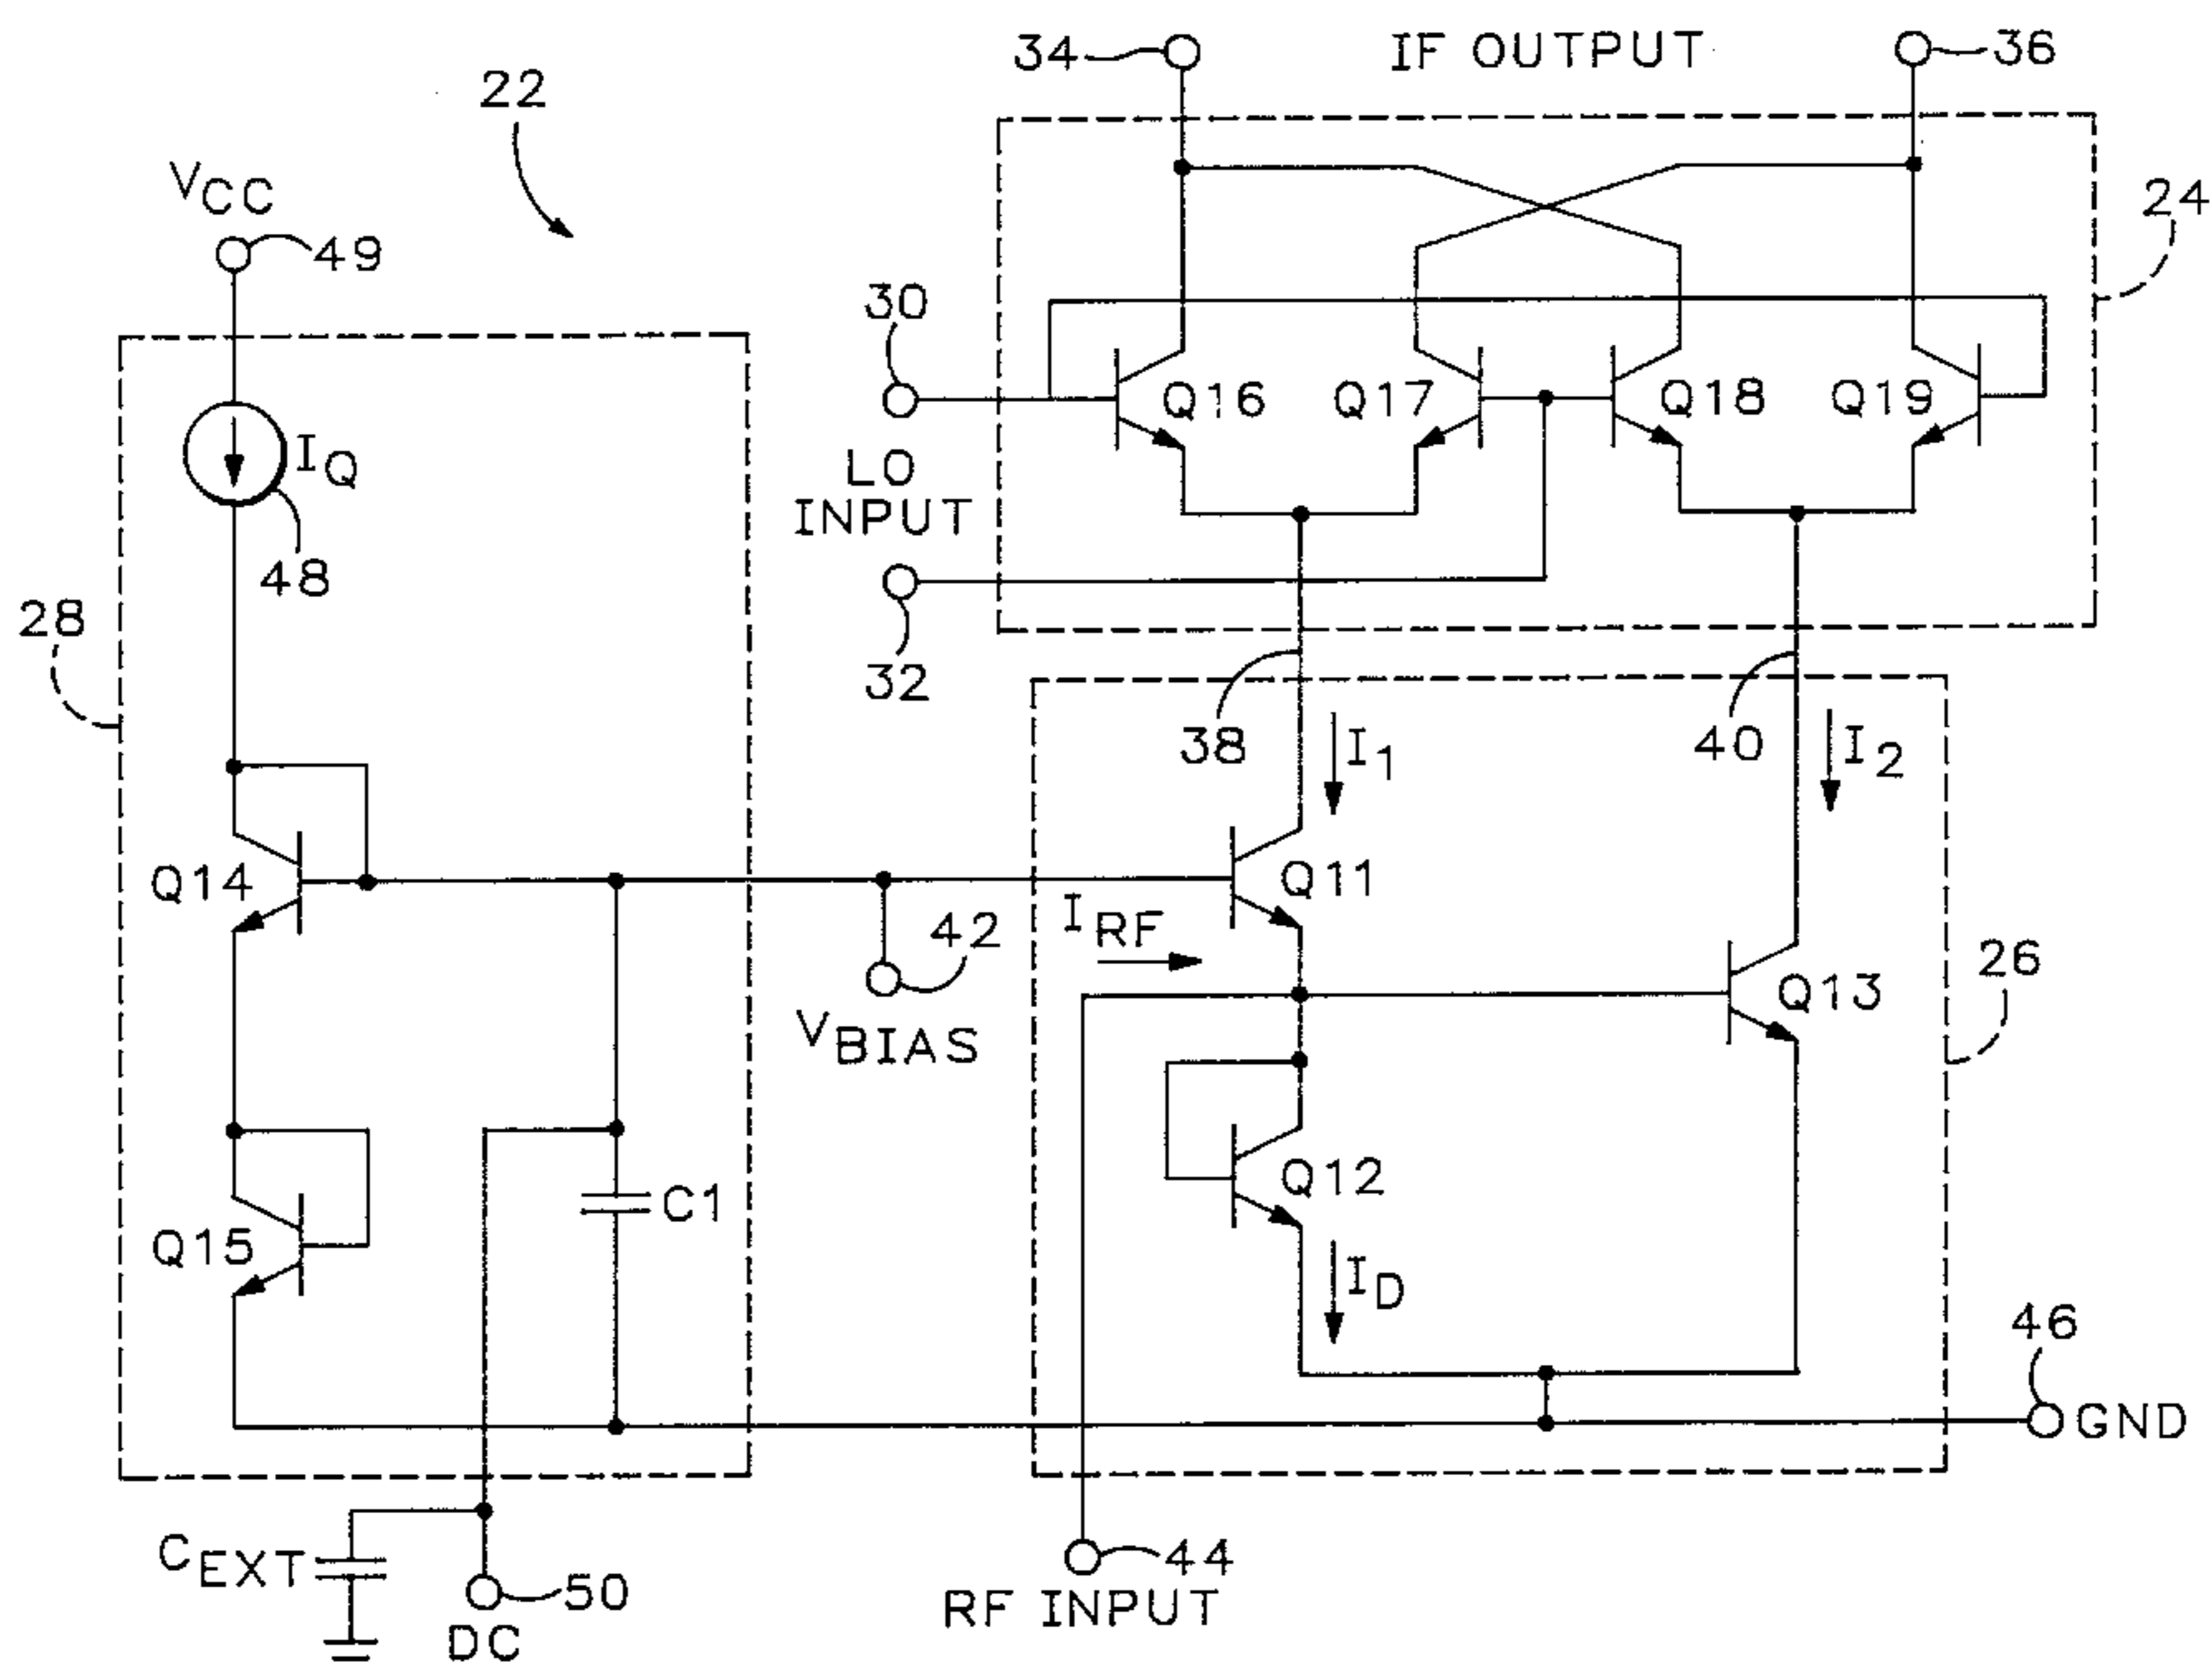 34
IF OUTPUT
36
22
24
VCC
49
30
Q16
Q17
Q18
Q19
IQ
LO
INPUT
48
28
32
38
I1
40
I2
Q14
Q11
IRF
42
26
Q13
VBIAS
Q12
C1
Q15
ID
46
GND
CEXT
44
50
RF INPUT
DC